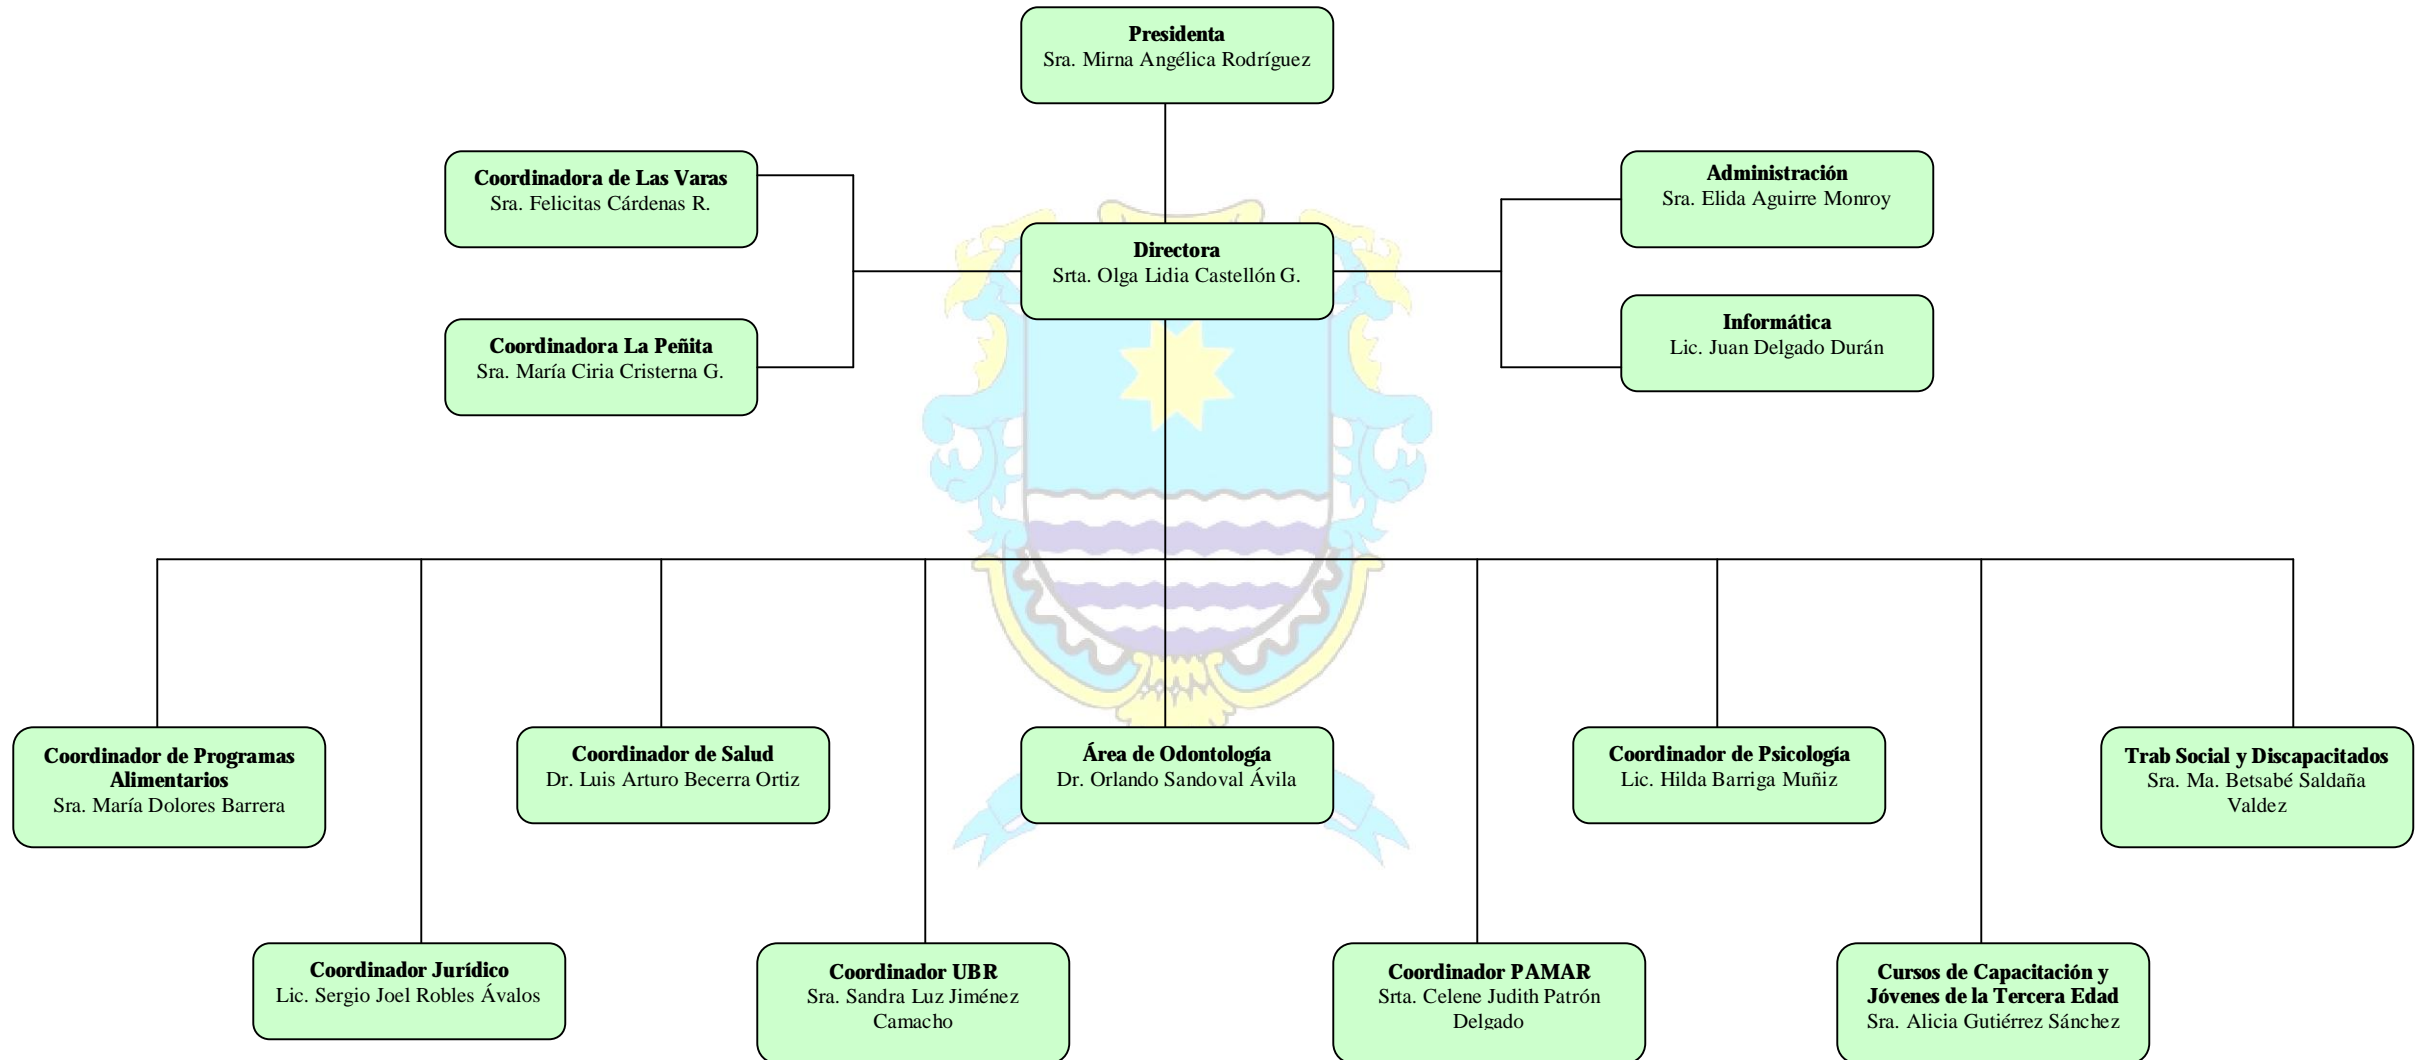 Presidenta
Sra. Mirna Angélica Rodríguez
Coordinadora de Las Varas
Sra. Felicitas Cárdenas R.
Administración
Sra. Elida Aguirre Monroy
Directora
Srta. Olga Lidia Castellón G.
Coordinadora La Peñita
Sra. María Ciria Cristerna G.
Informática
Lic. Juan Delgado Durán
Coordinador de Programas
Alimentarios
Sra. María Dolores Barrera
Coordinador de Salud
Dr. Luis Arturo Becerra Ortiz
Área de Odontología
Dr. Orlando Sandoval Ávila
Coordinador de Psicología
Lic. Hilda Barriga Muñiz
Trab Social y Discapacitados
Sra. Ma. Betsabé Saldaña
Valdez
Coordinador Jurídico
Lic. Sergio Joel Robles Ávalos
Coordinador UBR
Sra. Sandra Luz Jiménez
Camacho
Coordinador PAMAR
Srta. Celene Judith Patrón
Delgado
Cursos de Capacitación y
Jóvenes de la Tercera Edad
Sra. Alicia Gutiérrez Sánchez